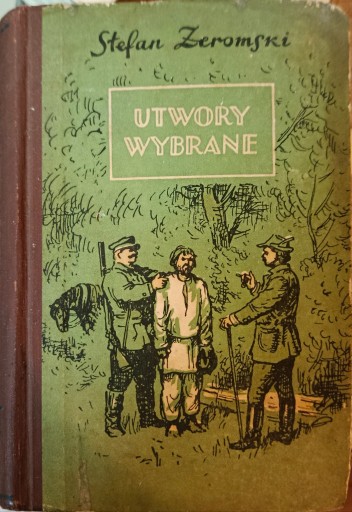 Stefan Żeromski
UTWORY
WYBRANE